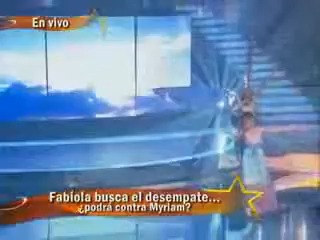 En vivo
Fabiola busca el desempate...
¿podrá contra Myriam?